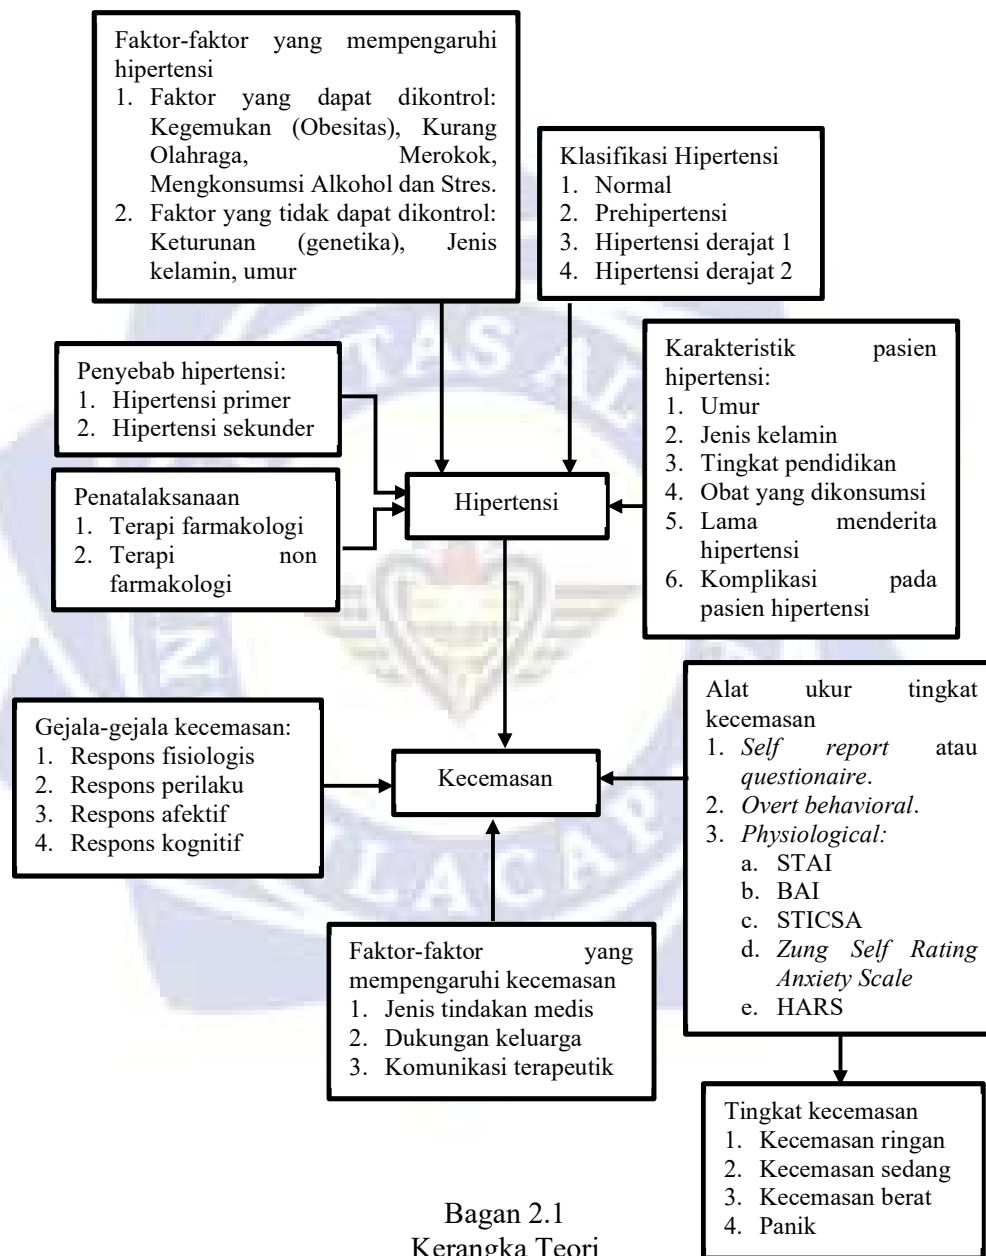 Faktor-faktor yang mempengaruhi
hipertensi
1. Faktor yang dapat dikontrol:
Kegemukan (Obesitas), Kurang
Olahraga, Merokok,
Mengkonsumsi Alkohol dan Stres.
2. Faktor yang tidak dapat dikontrol:
Keturunan (genetika), Jenis
kelamin, umur
Klasifikasi Hipertensi
1. Normal
2. Prehipertensi
3. Hipertensi derajat 1
4. Hipertensi derajat 2
Penyebab hipertensi:
1. Hipertensi primer
2. Hipertensi sekunder
Karakteristik pasien
hipertensi:
1. Umur
2. Jenis kelamin
3. Tingkat pendidikan
4. Obat yang dikonsumsi
5. Lama menderita
hipertensi
6. Komplikasi pada
pasien hipertensi
Penatalaksanaan
1. Terapi farmakologi
2. Terapi non
farmakologi
Hipertensi
Gejala-gejala kecemasan:
1. Respons fisiologis
2. Respons perilaku
3. Respons afektif
4. Respons kognitif
Kecemasan
Alat ukur tingkat
kecemasan
1. Self report atau
questionaire.
2. Overt behavioral.
3. Physiological:
a. STAI
b. BAI
c. STICSA
d. Zung Self Rating
Anxiety Scale
e. HARS
Faktor-faktor yang
mempengaruhi kecemasan
1. Jenis tindakan medis
2. Dukungan keluarga
3. Komunikasi terapeutik
Tingkat kecemasan
1. Kecemasan ringan
2. Kecemasan sedang
3. Kecemasan berat
4. Panik
Bagan 2.1
Kerangka Teori